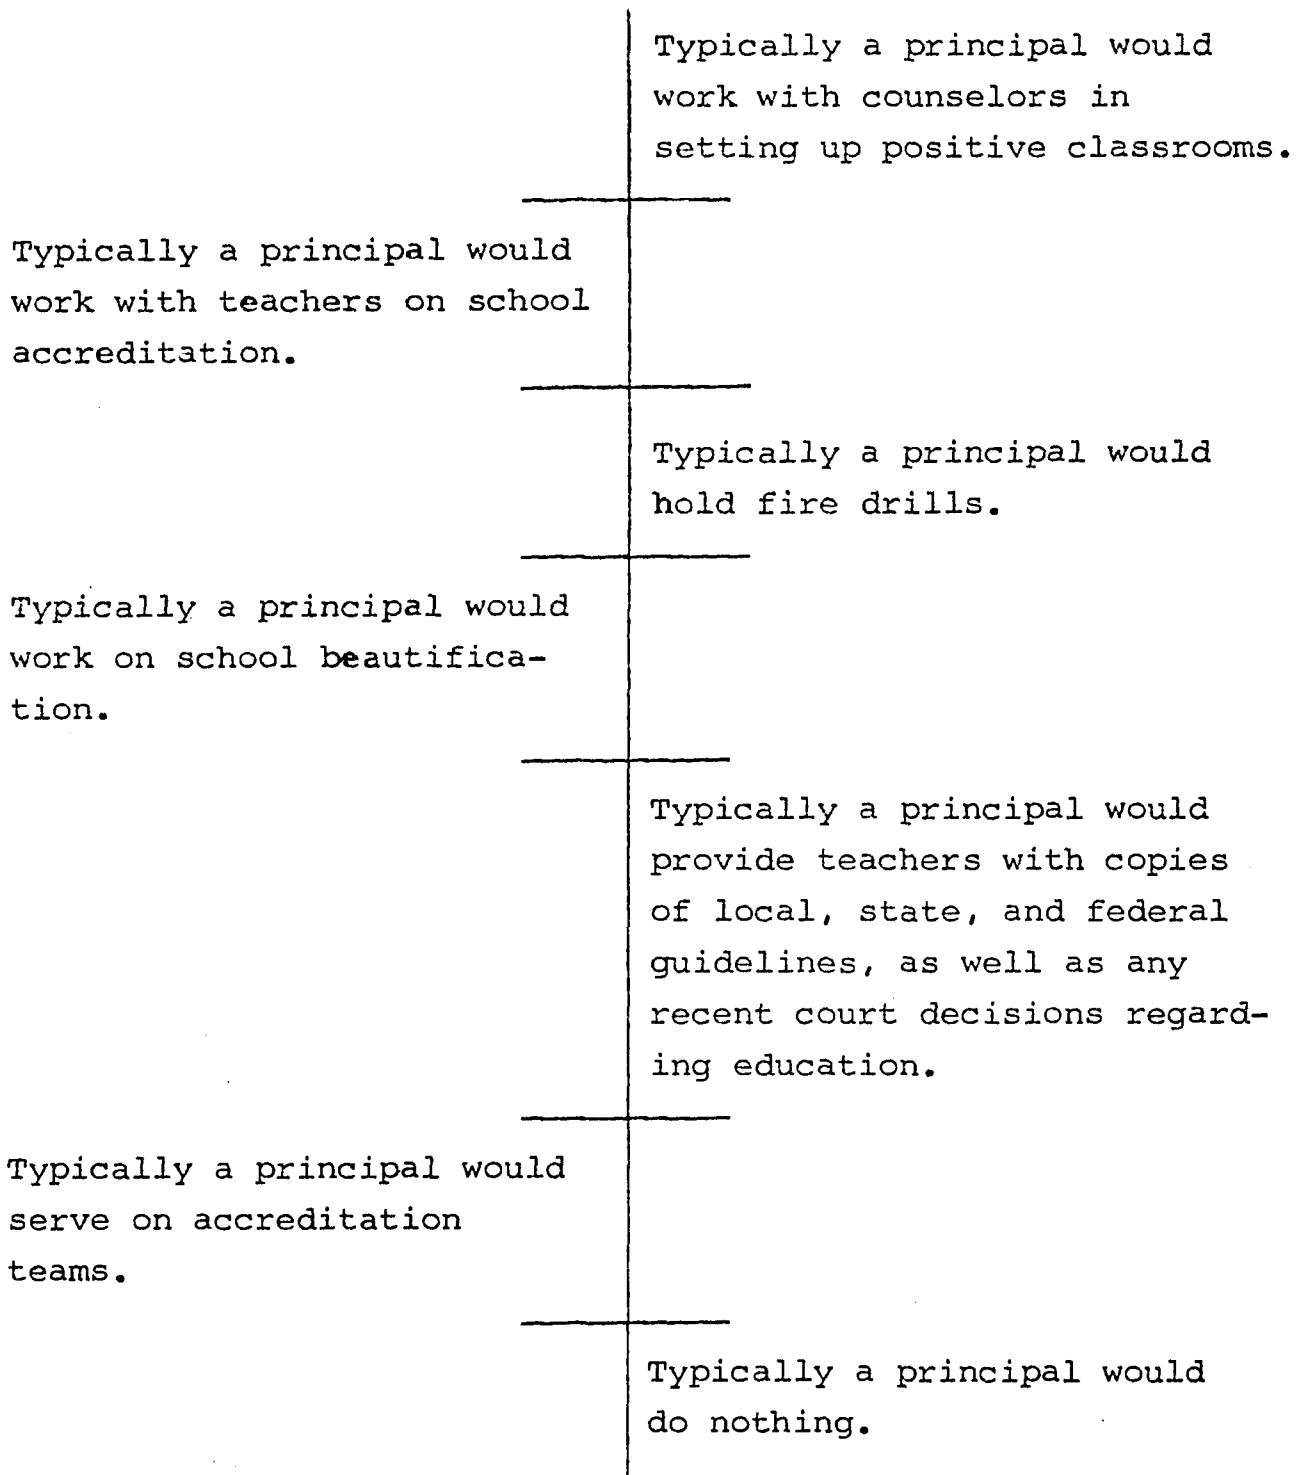 Typically a principal would
work with counselors in
setting up positive classrooms.
Typically a principal would
work with teachers on school
accreditation.
Typically a principal would
hold fire drills.
Typically a principal would
work on school beautifica-
tion.
Typically a principal would
provide teachers with copies
of local, state, and federal
guidelines, as well as any
recent court decisions regard-
ing education.
Typically a principal would
serve on accreditation
teams.
Typically a principal would
do nothing.